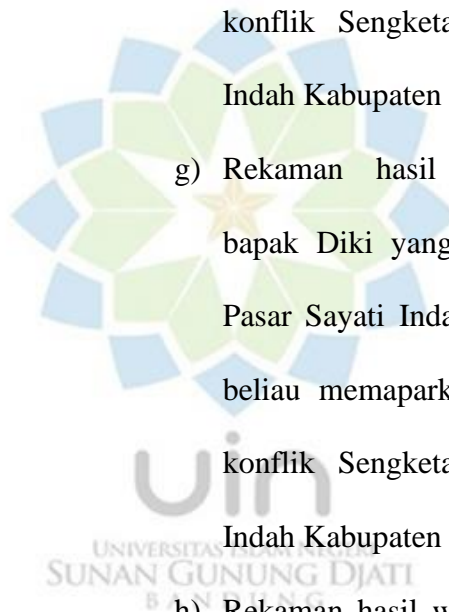 konflik Sengketa
Indah Kabupaten
g) Rekaman hasil
bapak Diki yang
Pasar Sayati Inda
beliau memapark
konflik Sengketa
uin
Indah Kabupaten
UNIVERSITAS ISLAM NEGERI
SUNAN GUNUNG DJATI
BANDUNG
h) Rekaman hasil w